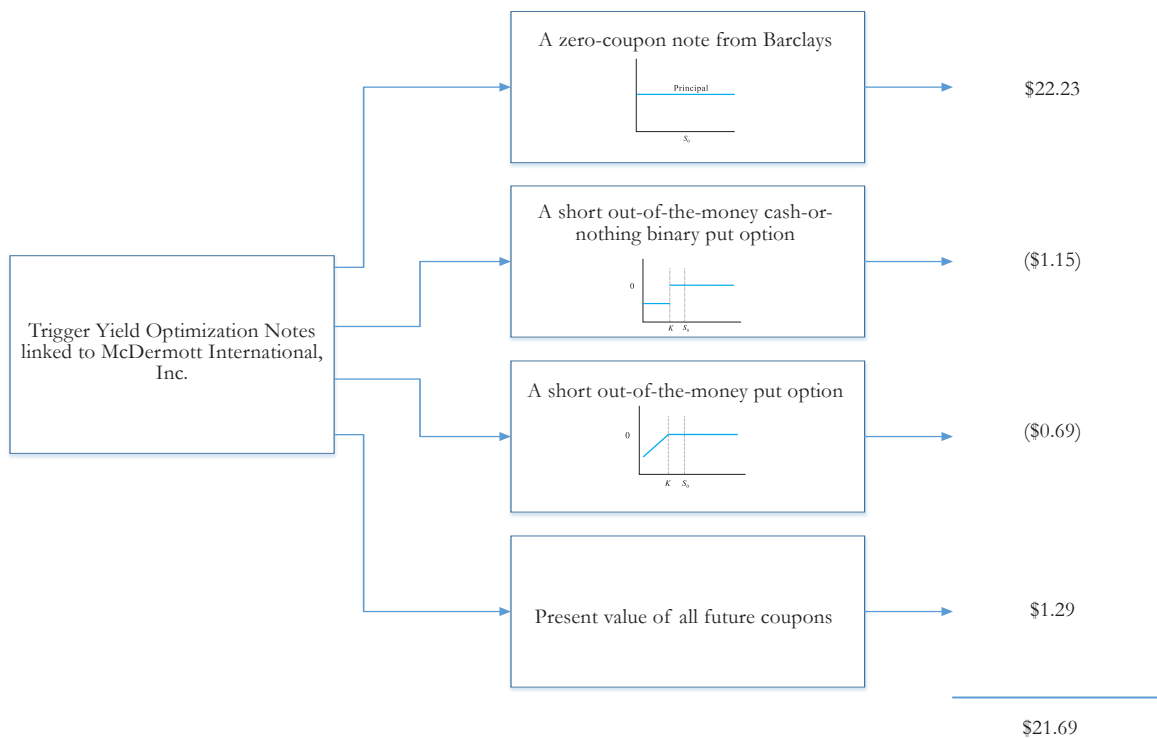 A zero-coupon note from Barclays
Principal
S₀
$22.23
A short out-of-the-money cash-or-
nothing binary put option
0
K S₀
($1.15)
Trigger Yield Optimization Notes
linked to McDermott International,
Inc.
A short out-of-the-money put option
0
K S₀
($0.69)
Present value of all future coupons
$1.29
$21.69